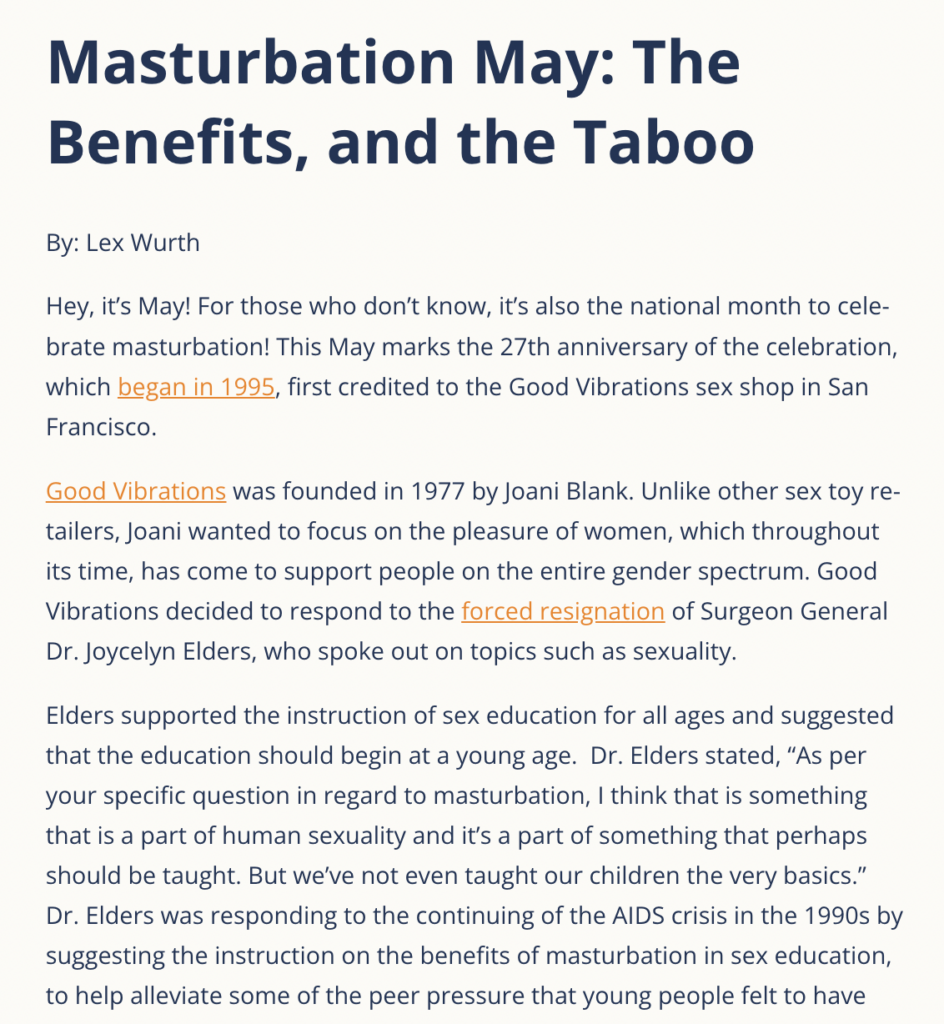 Masturbation May: The
Benefits, and the Taboo
By: Lex Wurth
Hey, it’s May! For those who don’t know, it’s also the national month to cele-
brate masturbation! This May marks the 27th anniversary of the celebration,
which began in 1995, first credited to the Good Vibrations sex shop in San
Francisco.
Good Vibrations was founded in 1977 by Joani Blank. Unlike other sex toy re-
tailers, Joani wanted to focus on the pleasure of women, which throughout
its time, has come to support people on the entire gender spectrum. Good
Vibrations decided to respond to the forced resignation of Surgeon General
Dr. Joycelyn Elders, who spoke out on topics such as sexuality.
Elders supported the instruction of sex education for all ages and suggested
that the education should begin at a young age.  Dr. Elders stated, “As per
your specific question in regard to masturbation, I think that is something
that is a part of human sexuality and it’s a part of something that perhaps
should be taught. But we’ve not even taught our children the very basics.”
Dr. Elders was responding to the continuing of the AIDS crisis in the 1990s by
suggesting the instruction on the benefits of masturbation in sex education,
to help alleviate some of the peer pressure that young people felt to have